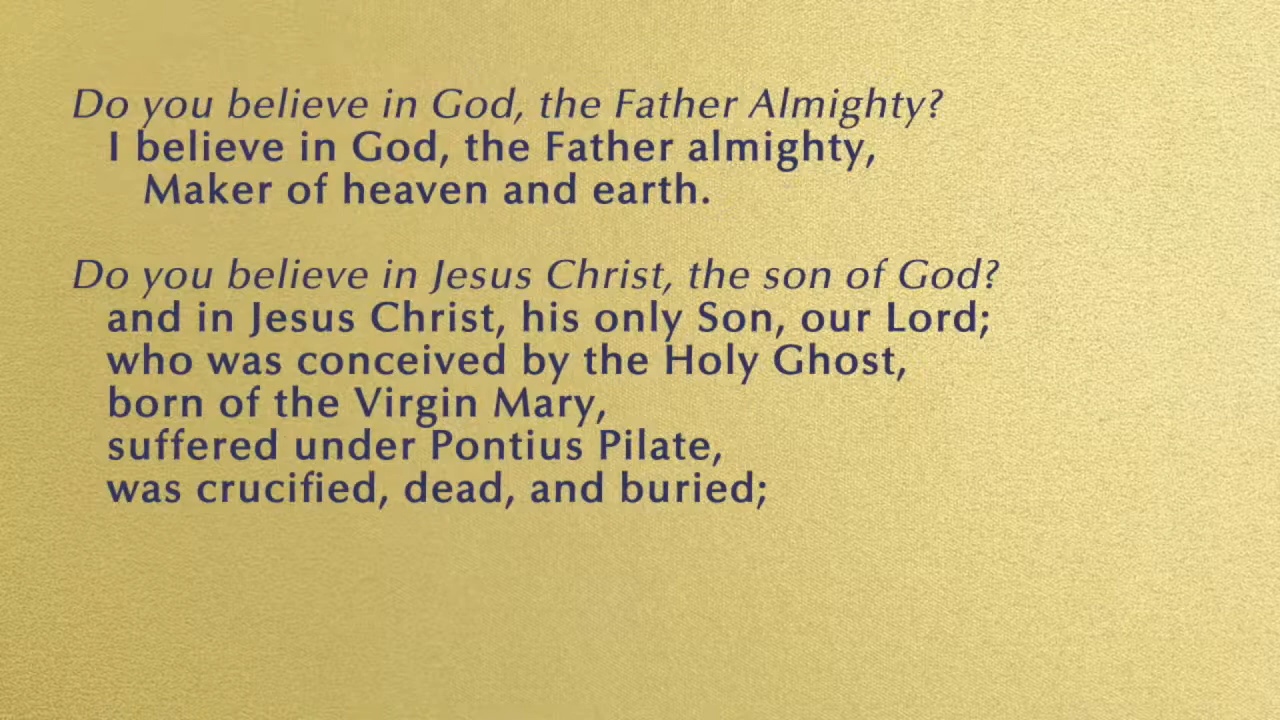 Do you believe in God, the Father Almighty?
I believe in God, the Father almighty,
Maker of heaven and earth.
Do you believe in Jesus Christ, the son of God?
and in Jesus Christ, his only Son, our Lord;
who was conceived by the Holy Ghost,
born of the Virgin Mary,
suffered under Pontius Pilate,
was crucified, dead, and buried;